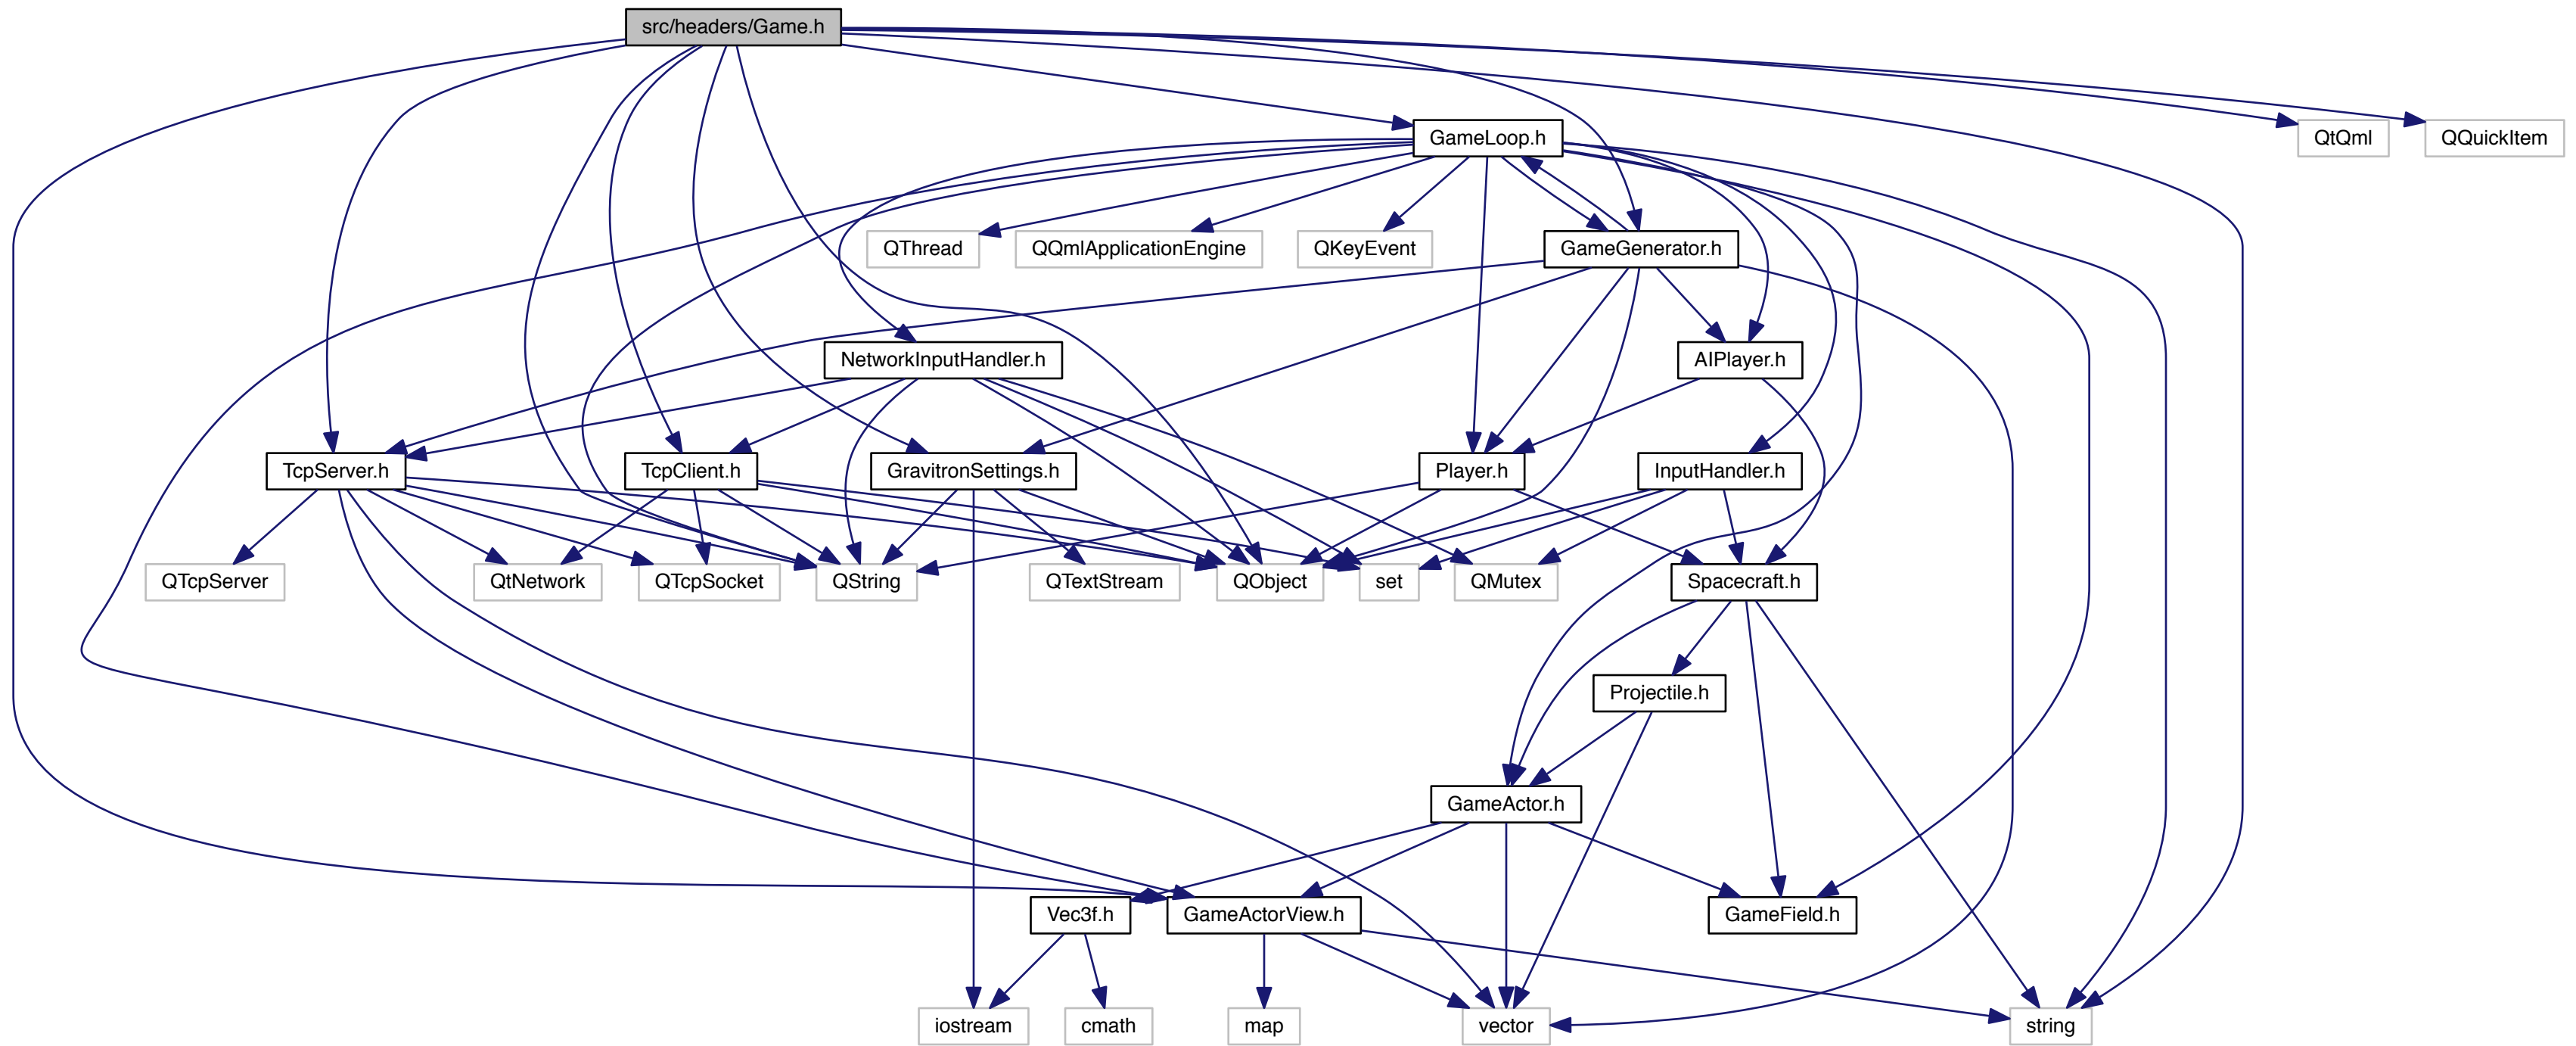 src/headers/Game.h
GameLoop.h
QtQml
QQuickItem
QThread
QQmlApplicationEngine
QKeyEvent
GameGenerator.h
NetworkInputHandler.h
AIPlayer.h
TcpServer.h
TcpClient.h
GravitronSettings.h
Player.h
InputHandler.h
QTcpServer
QtNetwork
QTcpSocket
QString
QTextStream
QObject
set
QMutex
Spacecraft.h
Projectile.h
GameActor.h
Vec3f.h
GameActorView.h
GameField.h
iostream
cmath
map
vector
string